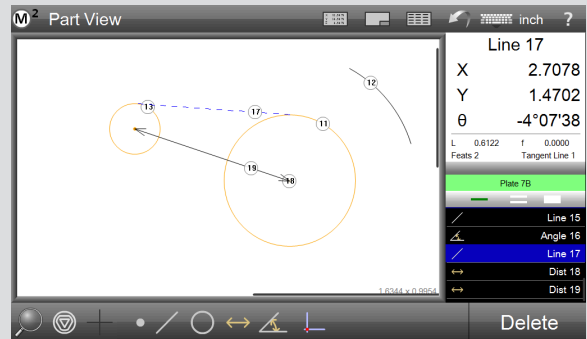 M² Part View inch ?
Line 17
X 2.7078
Y 1.4702
θ -4°07'38
L 0.6122 f 0.0000
Feats 2 Tangent Line 1
Plate 7B
Line 15
Angle 16
Line 17
Dist 18
Dist 19
13
17
12
11
19
18
1.6344 x 0.9954
Delete